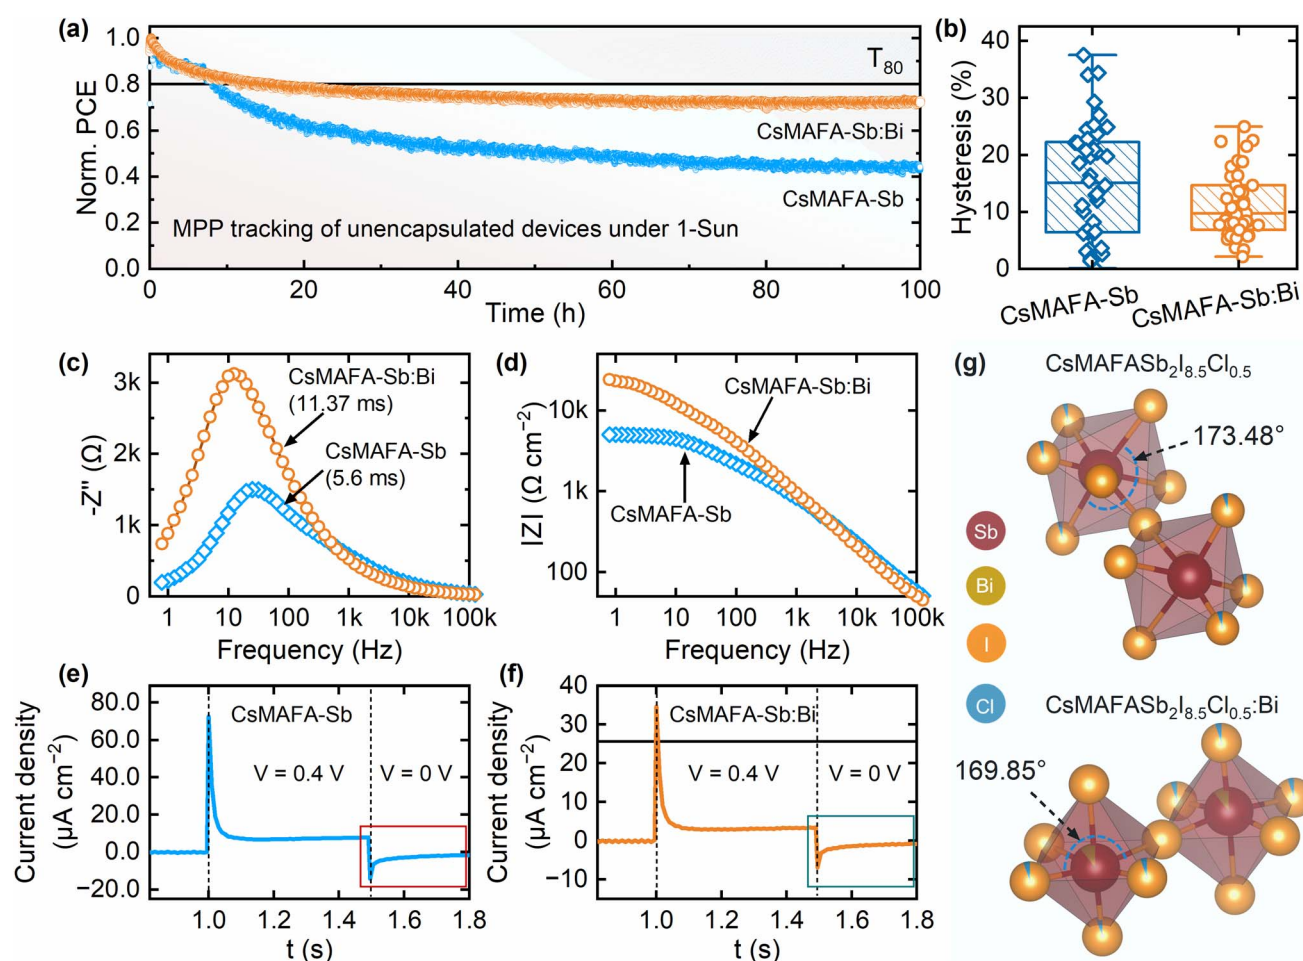 (a)
1.0
0.8
0.6
0.4
0.2
0.0
Norm. PCE
T80
CsMAFA-Sb:Bi
CsMAFA-Sb
MPP tracking of unencapsulated devices under 1-Sun
0 20 40 60 80 100
Time (h)
(b)
40
30
20
10
0
Hysteresis (%)
CsMAFA-Sb CsMAFA-Sb:Bi
(c)
3k
2k
1k
0
-Z" (Ω)
CsMAFA-Sb:Bi
(11.37 ms)
CsMAFA-Sb
(5.6 ms)
1 10 100 1k 10k 100k
Frequency (Hz)
(d)
10k
1k
100
|Z| (Ω cm⁻²)
CsMAFA-Sb:Bi
CsMAFA-Sb
1 10 100 1k 10k 100k
Frequency (Hz)
(e)
80.0
60.0
40.0
20.0
0.0
−20.0
Current density
(µA cm⁻²)
CsMAFA-Sb
V = 0.4 V V = 0 V
1.0 1.2 1.4 1.6 1.8
t (s)
(f)
40
30
20
10
0
−10
Current density
(µA cm⁻²)
CsMAFA-Sb:Bi
V = 0.4 V V = 0 V
1.0 1.2 1.4 1.6 1.8
t (s)
(g)
CsMAFASb₂I₈.₅Cl₀.₅
173.48°
Sb
Bi
I
Cl
CsMAFASb₂I₈.₅Cl₀.₅:Bi
169.85°